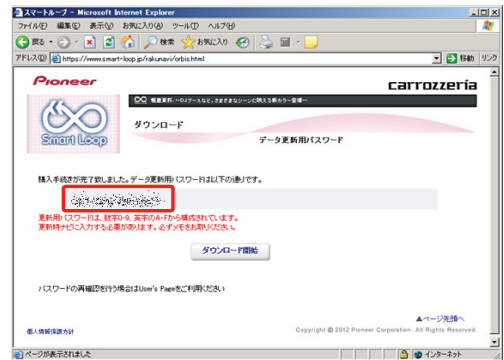 スマートループ - Microsoft Internet Explorer
ファイル(F) 編集(E) 表示(V) お気に入り(A) ツール(T) ヘルプ(H)
戻る 検索 お気に入り
アドレス(D) https://www.smart-loop.jp/rakunavi/orbis.html 移動 リンク
Pioneer carrozzeria
Smart Loop
ダウンロード
データ更新用パスワード
購入手続きが完了致しました。データ更新用パスワードは以下の通りです。
更新用パスワードは、数字0-9、英字のA-Fから構成されています。
更新時ナビに入力する必要があります。必ずメモをお取りください。
ダウンロード開始
パスワードの再確認を行う場合はUser's Pageをご利用ください
▲ページ先頭へ
個人情報保護方針 Copyright © 2012 Pioneer Corporation. All Rights Reserved.
ページが表示されました インターネット